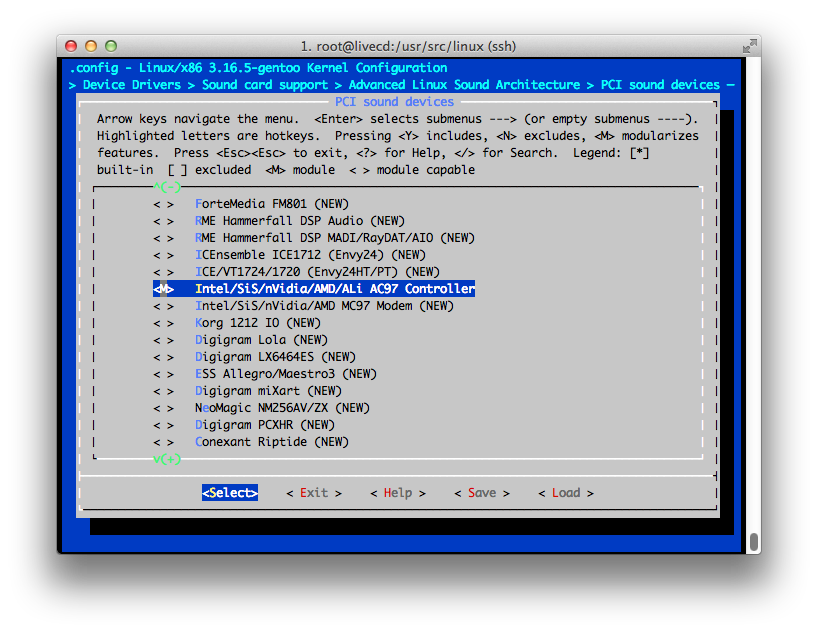 1. root@livecd:/usr/src/linux (ssh)
.config - Linux/x86 3.16.5-gentoo Kernel Configuration
> Device Drivers > Sound card support > Advanced Linux Sound Architecture > PCI sound devices —
PCI sound devices
Arrow keys navigate the menu.  <Enter> selects submenus ---> (or empty submenus ----).
Highlighted letters are hotkeys.  Pressing <Y> includes, <N> excludes, <M> modularizes
features.  Press <Esc><Esc> to exit, <?> for Help, </> for Search.  Legend: [*]
built-in  [ ] excluded  <M> module  < > module capable
^(-)
< >   ForteMedia FM801 (NEW)
< >   RME Hammerfall DSP Audio (NEW)
< >   RME Hammerfall DSP MADI/RayDAT/AIO (NEW)
< >   ICEnsemble ICE1712 (Envy24) (NEW)
< >   ICE/VT1724/1720 (Envy24HT/PT) (NEW)
<M>   Intel/SiS/nVidia/AMD/ALi AC97 Controller
< >   Intel/SiS/nVidia/AMD MC97 Modem (NEW)
< >   Korg 1212 IO (NEW)
< >   Digigram Lola (NEW)
< >   Digigram LX6464ES (NEW)
< >   ESS Allegro/Maestro3 (NEW)
< >   Digigram miXart (NEW)
< >   NeoMagic NM256AV/ZX (NEW)
< >   Digigram PCXHR (NEW)
< >   Conexant Riptide (NEW)
v(+)
<Select>    < Exit >    < Help >    < Save >    < Load >